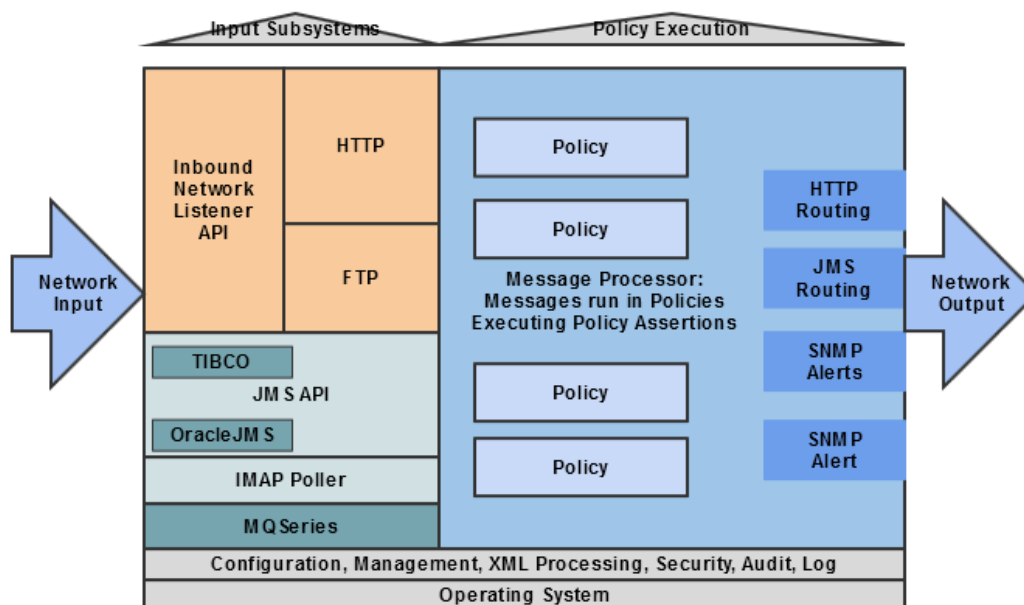 Input Subsystems
Policy Execution
Network
Input
Inbound
Network
Listener
API
HTTP
FTP
TIBCO
JMS API
OracleJMS
IMAP Poller
MQSeries
Policy
Policy
Message Processor:
Messages run in Policies
Executing Policy Assertions
Policy
Policy
HTTP
Routing
JMS
Routing
SNMP
Alerts
SNMP
Alert
Network
Output
Configuration, Management, XML Processing, Security, Audit, Log
Operating System